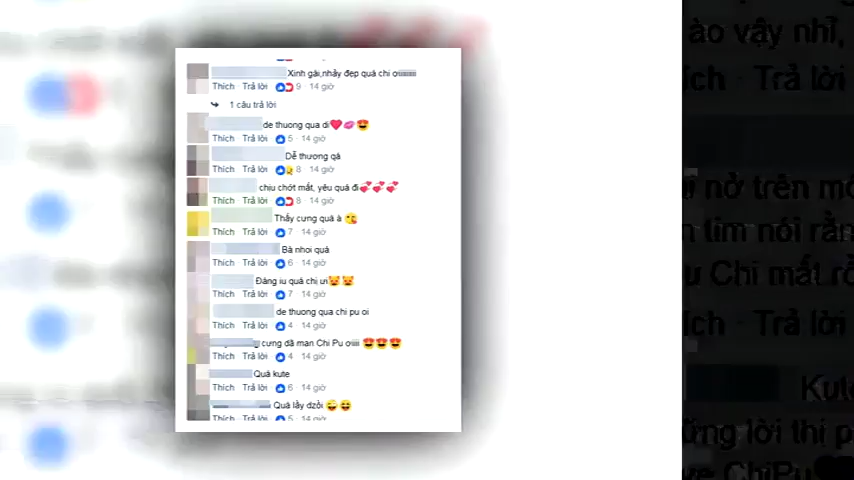 Xinh gái,nhảy đẹp quá chị ơiiiiiiii
Thích Trả lời 9 · 14 giờ
1 câu trả lời
de thuong qua di
Thích Trả lời 5 · 14 giờ
Dễ thương qá
Thích Trả lời 8 · 14 giờ
chịu chót mất, yêu quá đi
Thích Trả lời 8 · 14 giờ
Thấy cưng quá à
Thích Trả lời 7 · 14 giờ
Bà nhoi quá
Thích Trả lời 6 · 14 giờ
Đáng iu quá chị ưi
Thích Trả lời 7 · 14 giờ
de thuong qua chi pu oi
Thích Trả lời 4 · 14 giờ
cưng dã man Chi Pu ơiiii
Thích Trả lời 4 · 14 giờ
Quá kute
Thích Trả lời 6 · 14 giờ
Quá lầy dzồi
Thích Trả lời 5 · 14 giờ
ào vậy nhỉ,
ích · Trả lời
nở trên mô
tim nói rằn
u Chi mất rồ
ích · Trả lời
Kute
ững lời thị p
ve ChiPu